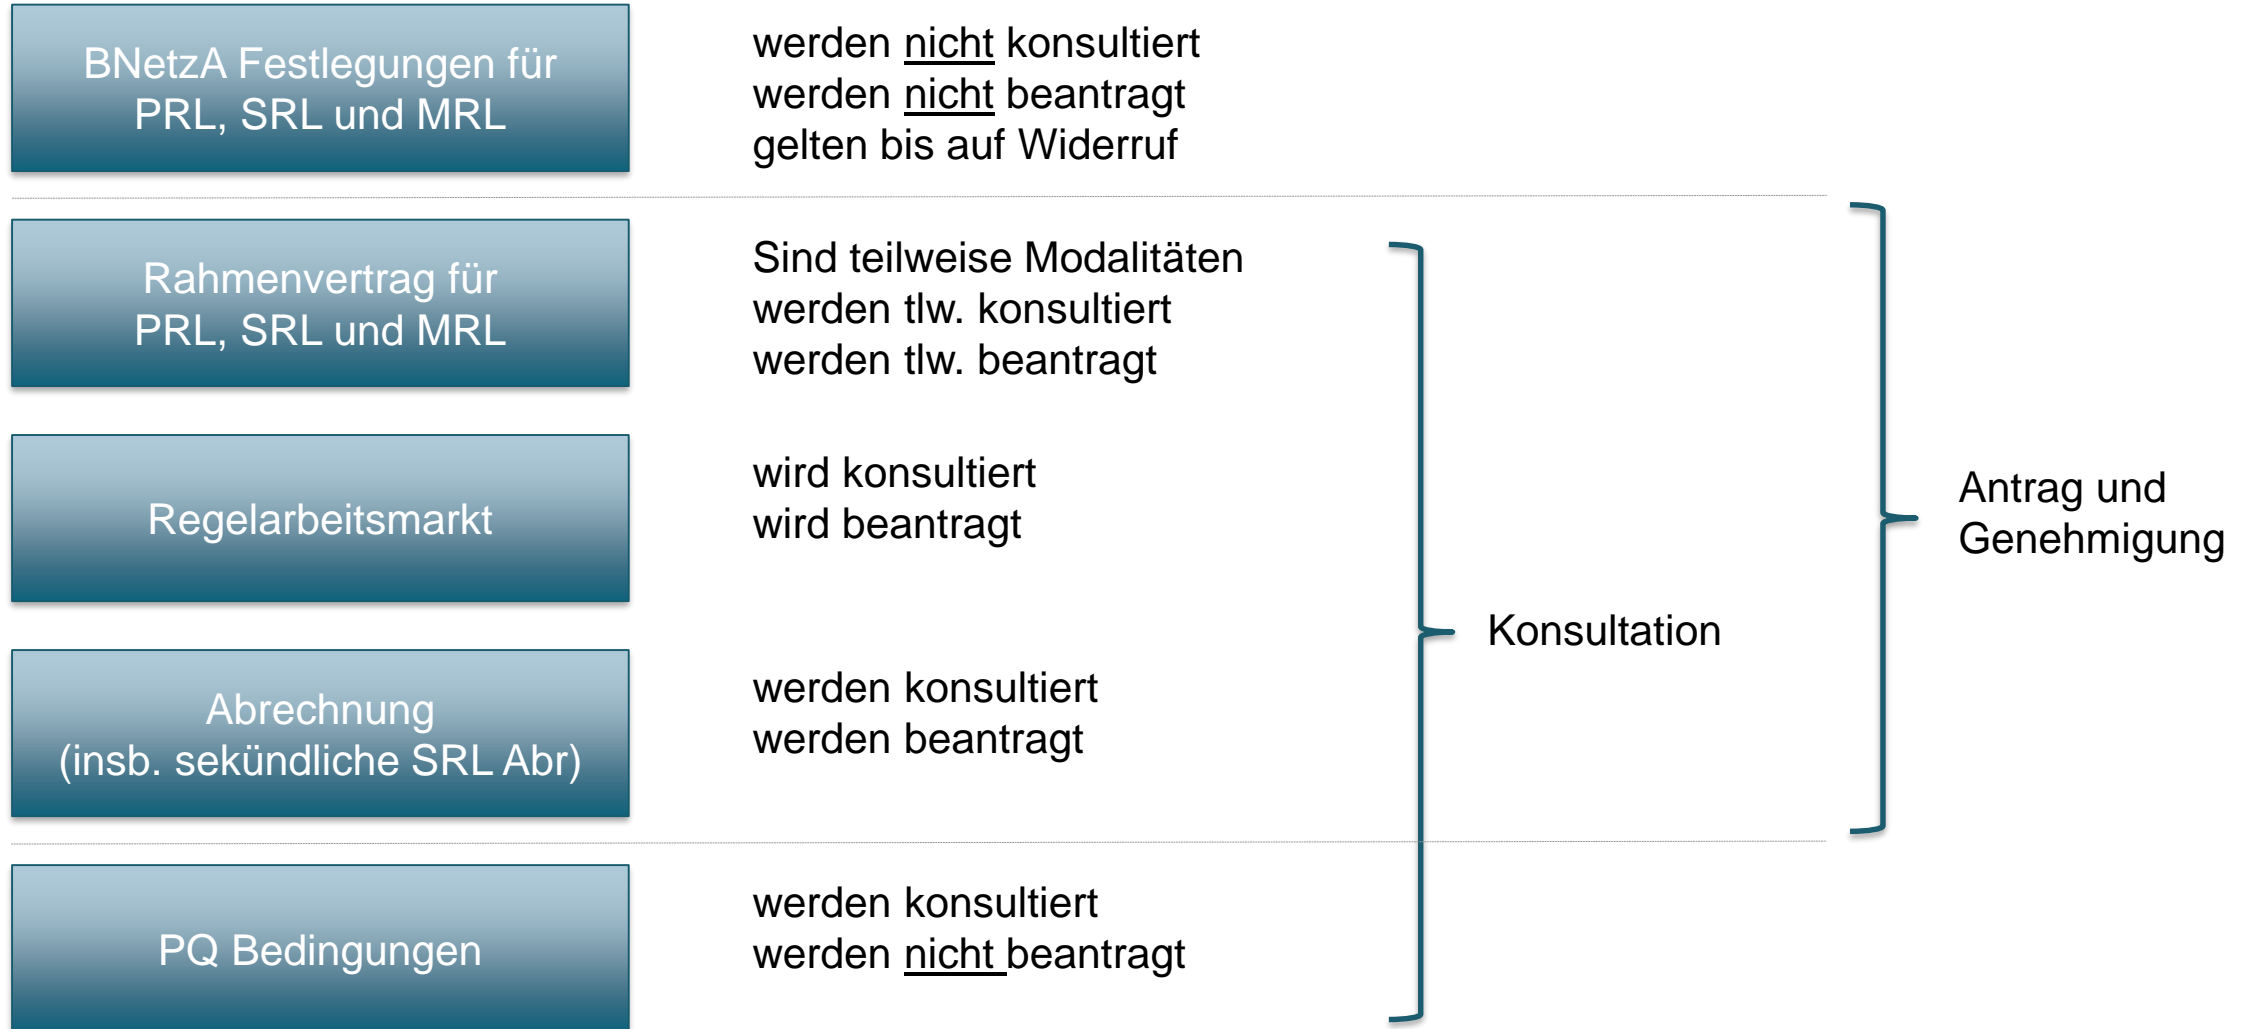 BNetzA Festlegungen für
PRL, SRL und MRL
werden nicht konsultiert
werden nicht beantragt
gelten bis auf Widerruf
Rahmenvertrag für
PRL, SRL und MRL
Sind teilweise Modalitäten
werden tlw. konsultiert
werden tlw. beantragt
Regelarbeitsmarkt
wird konsultiert
wird beantragt
Abrechnung
(insb. sekündliche SRL Abr)
werden konsultiert
werden beantragt
PQ Bedingungen
werden konsultiert
werden nicht beantragt
Konsultation
Antrag und
Genehmigung